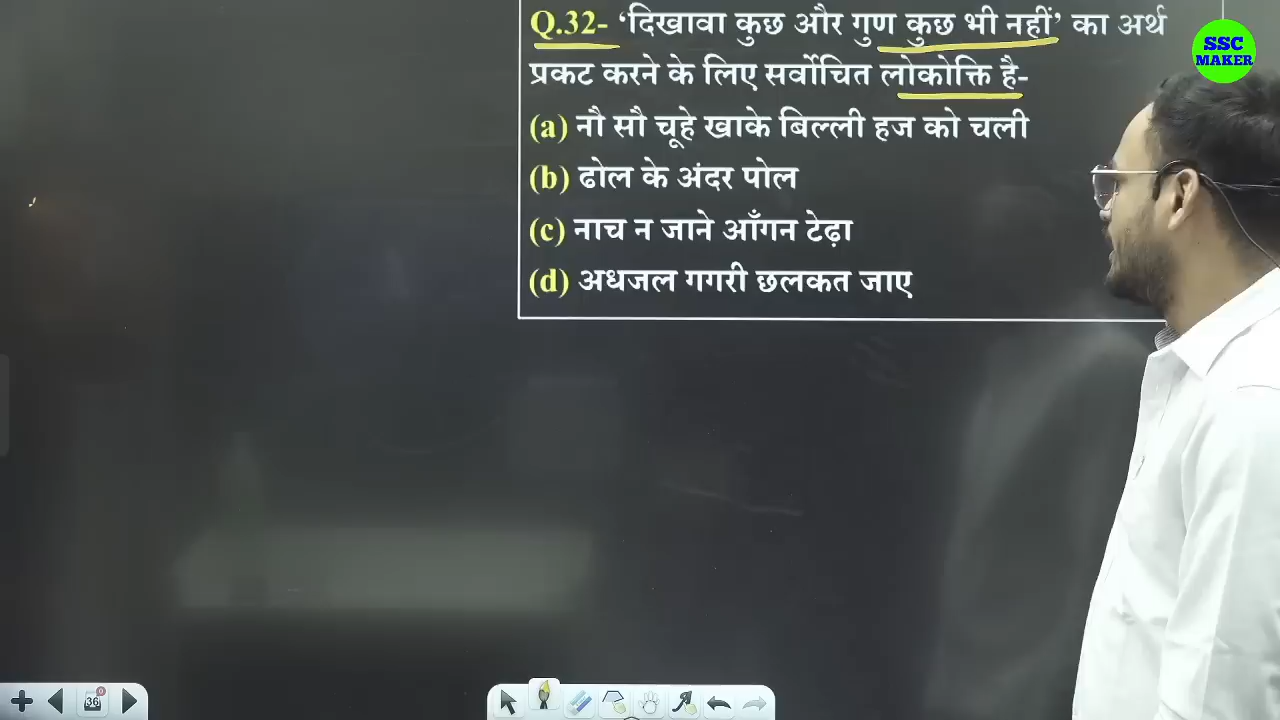 Q.32- ‘दिखावा कुछ और गुण कुछ भी नहीं’ का अर्थ
प्रकट करने के लिए सर्वोचित लोकोक्ति है-
(a) नौ सौ चूहे खाके बिल्ली हज को चली
(b) ढोल के अंदर पोल
(c) नाच न जाने आँगन टेढ़ा
(d) अधजल गगरी छलकत जाए
SSC
MAKER
36